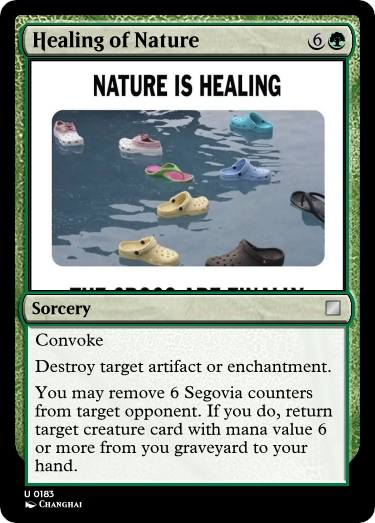 Healing of Nature 6
NATURE IS HEALING
Sorcery
Convoke
Destroy target artifact or enchantment.
You may remove 6 Segovia counters
from target opponent. If you do, return
target creature card with mana value 6
or more from you graveyard to your
hand.
U 0183
CHANGHAI